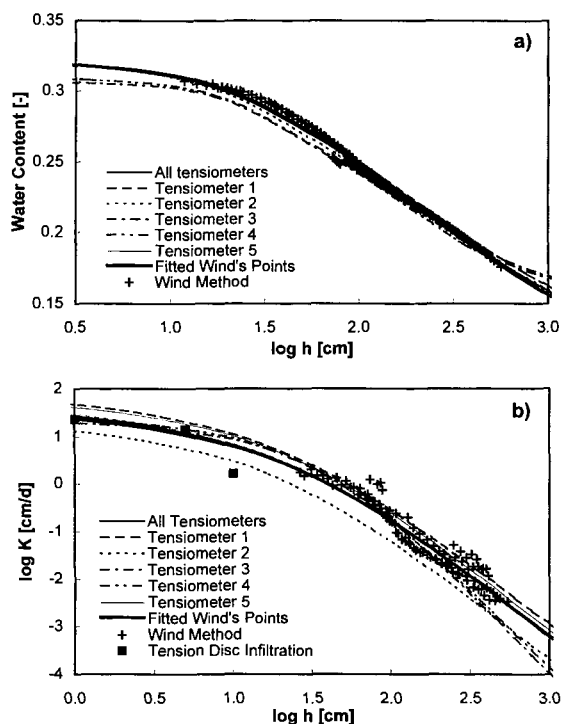 a)
0.35
0.3
0.25
0.2
0.15
Water Content [-]
All tensiometers
Tensiometer 1
Tensiometer 2
Tensiometer 3
Tensiometer 4
Tensiometer 5
Fitted Wind's Points
Wind Method
0.5 1.0 1.5 2.0 2.5 3.0
log h [cm]
b)
2
1
0
-1
-2
-3
-4
log K [cm/d]
All Tensiometers
Tensiometer 1
Tensiometer 2
Tensiometer 3
Tensiometer 4
Tensiometer 5
Fitted Wind's Points
Wind Method
Tension Disc Infiltration
0.0 0.5 1.0 1.5 2.0 2.5 3.0
log h [cm]